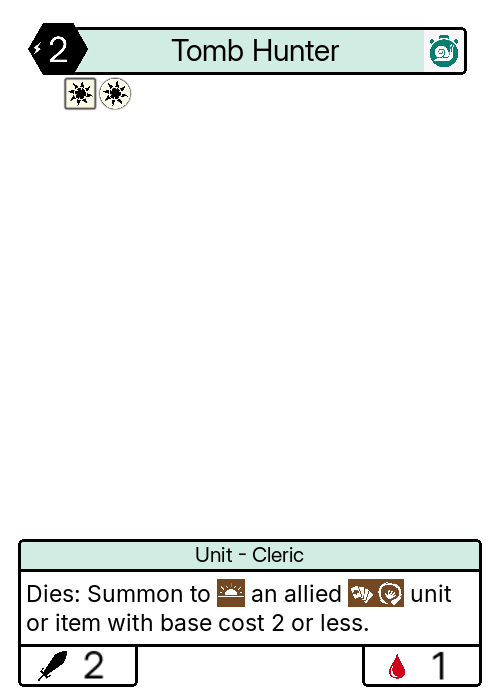 2 Tomb Hunter
Unit - Cleric
Dies: Summon to an allied unit
or item with base cost 2 or less.
2 1